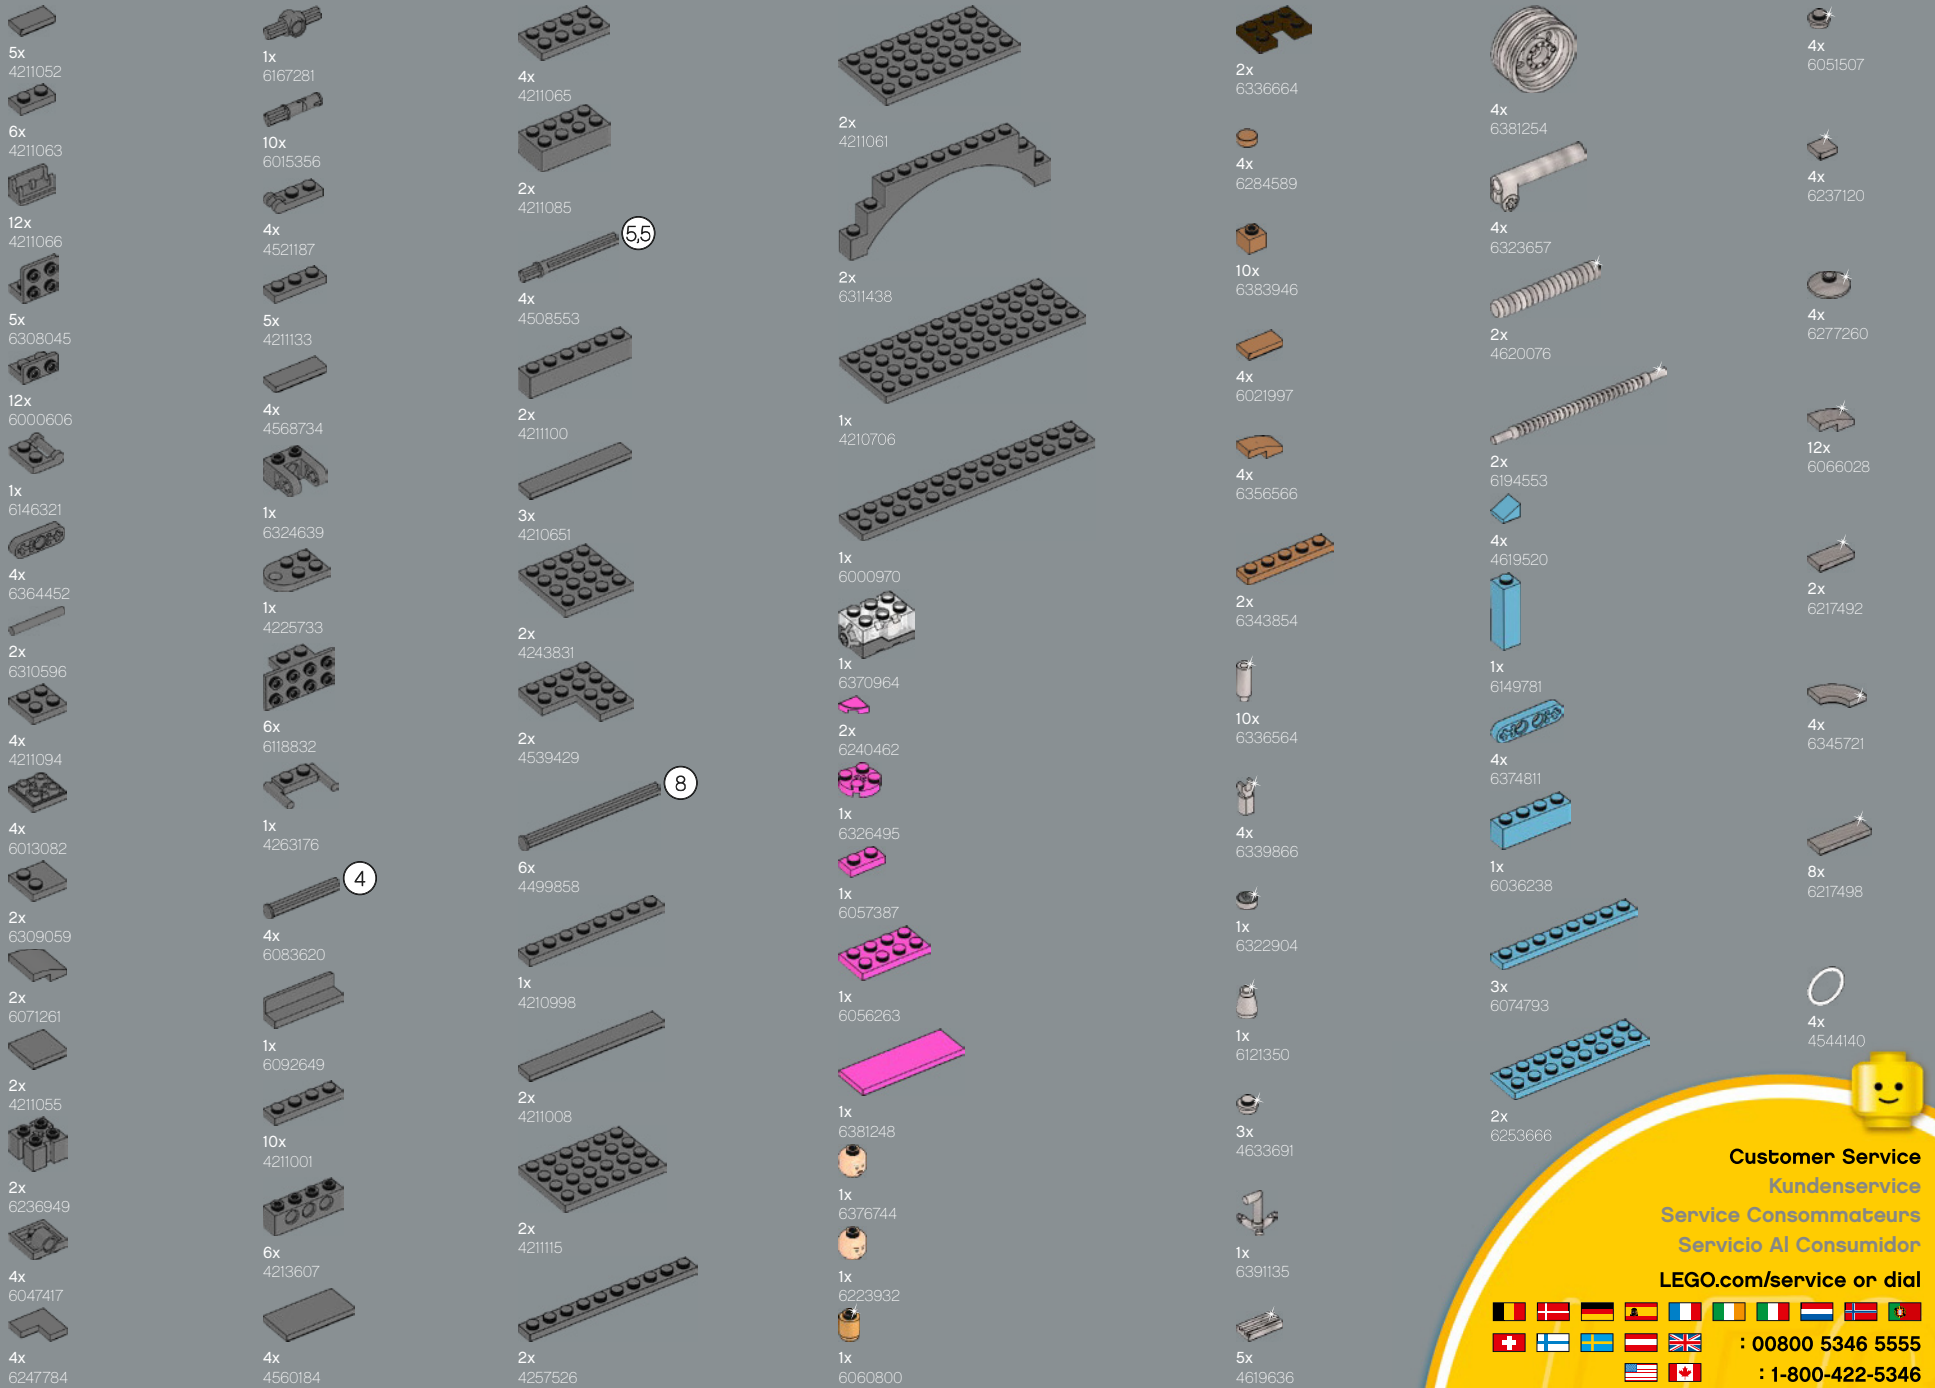 5x
4211052
6x
4211063
12x
4211066
5x
6308045
12x
6000606
1x
6146321
4x
6364452
2x
6310596
4x
4211094
4x
6013082
2x
6309059
2x
6071261
2x
4211055
2x
6236949
4x
6047417
4x
6247784
1x
6167281
10x
6015356
4x
4521187
5x
4211133
4x
4568734
1x
6324639
1x
4225733
6x
6118832
1x
4263176
4
4x
6083620
1x
6092649
10x
4211001
6x
4213607
4x
4560184
4x
4211065
2x
4211085
5,5
4x
4508553
2x
4211100
3x
4210651
2x
4243831
2x
4539429
8
6x
4499858
1x
4210998
2x
4211008
2x
4211115
2x
4257526
2x
4211061
2x
6311438
1x
4210706
1x
6000970
1x
6370964
2x
6240462
1x
6326495
1x
6057387
1x
6056263
1x
6381248
1x
6376744
1x
6223932
1x
6060800
2x
6336664
4x
6284589
10x
6383946
4x
6021997
4x
6356566
2x
6343854
10x
6336564
4x
6339866
1x
6322904
1x
6121350
3x
4633691
1x
6391135
5x
4619636
4x
6381254
4x
6323657
2x
4620076
2x
6194553
4x
4619520
1x
6149781
4x
6374811
1x
6036238
3x
6074793
2x
6253666
4x
6051507
4x
6237120
4x
6277260
12x
6066028
2x
6217492
4x
6345721
8x
6217498
4x
4544140
Customer Service
Kundenservice
Service Consommateurs
Servicio Al Consumidor
LEGO.com/service or dial
: 00800 5346 5555
: 1-800-422-5346